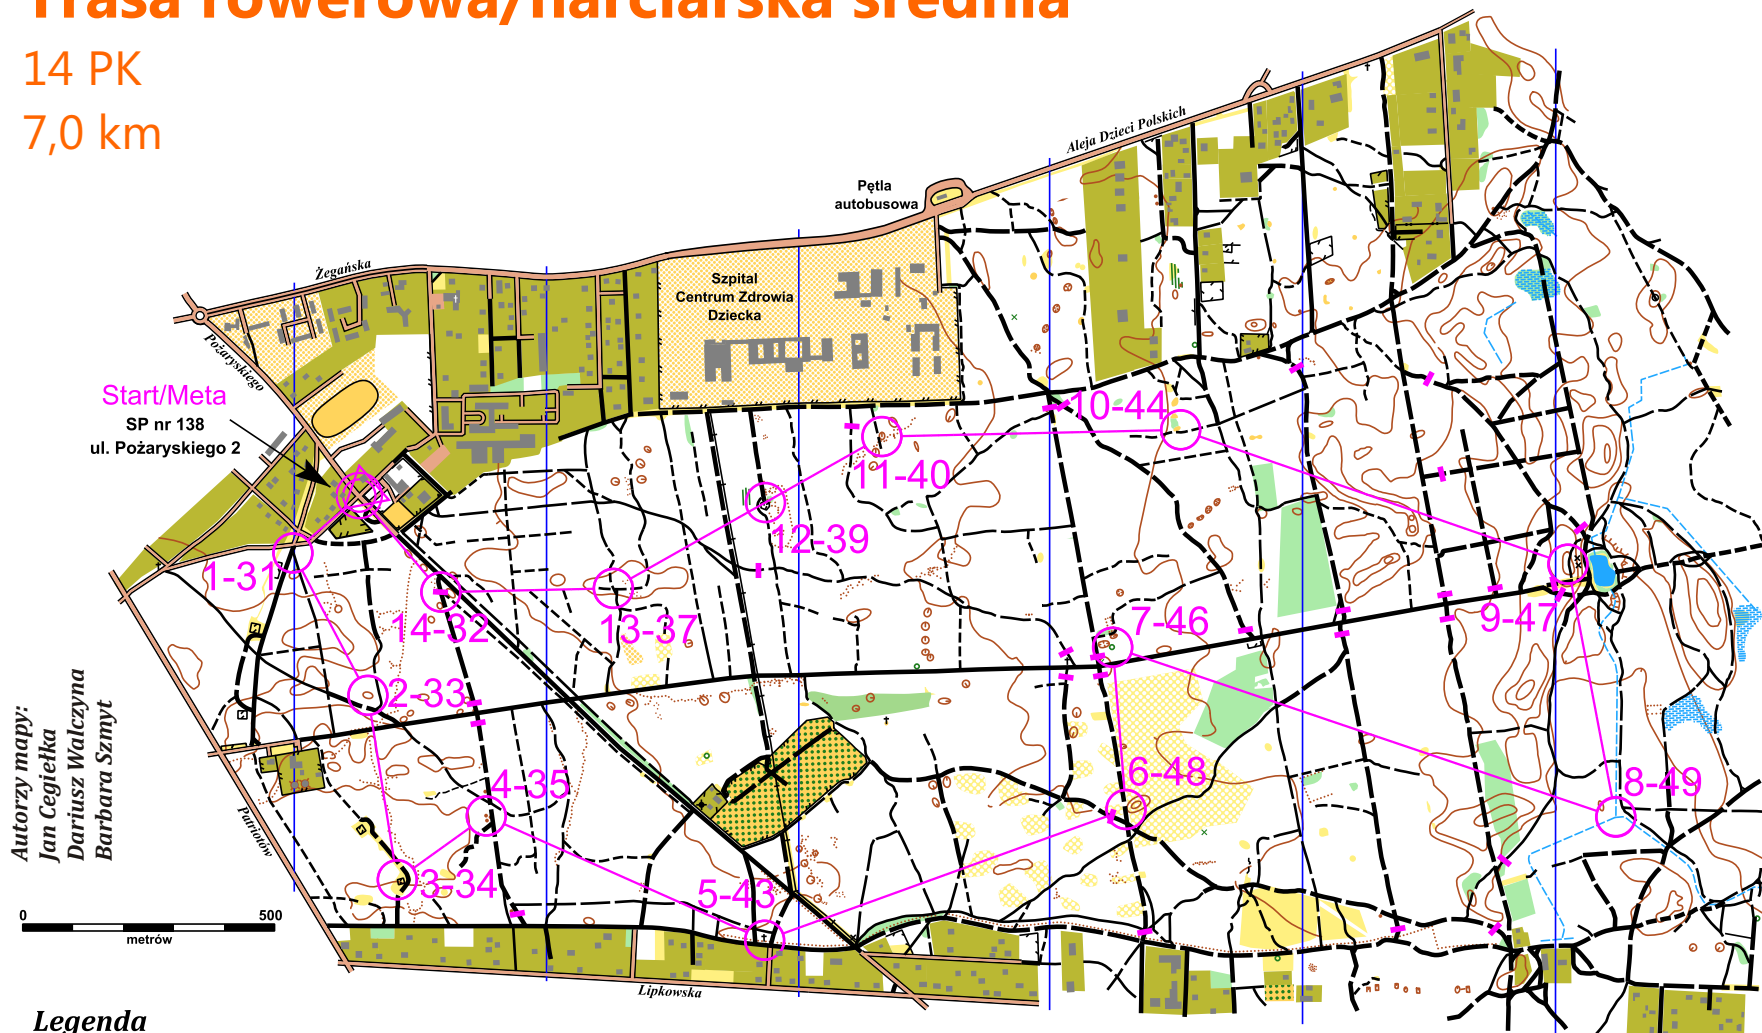 Trasa rowerowa/narciarska średnia
14 PK
7,0 km
Aleja Dzieci Polskich
Pętla
autobusowa
Żegańska
Szpital
Centrum Zdrowia
Dziecka
Pożaryskiego
Start/Meta
SP nr 138
ul. Pożaryskiego 2
10-44
11-40
12-39
1-31
14-32
13-37
7-46
9-47
2-33
6-48
8-49
4-35
3-34
5-43
Patriotów
Autorzy mapy:
Jan Cegiełka
Dariusz Walczyna
Barbara Szmyt
0 500
metrów
Lipkowska
Legenda